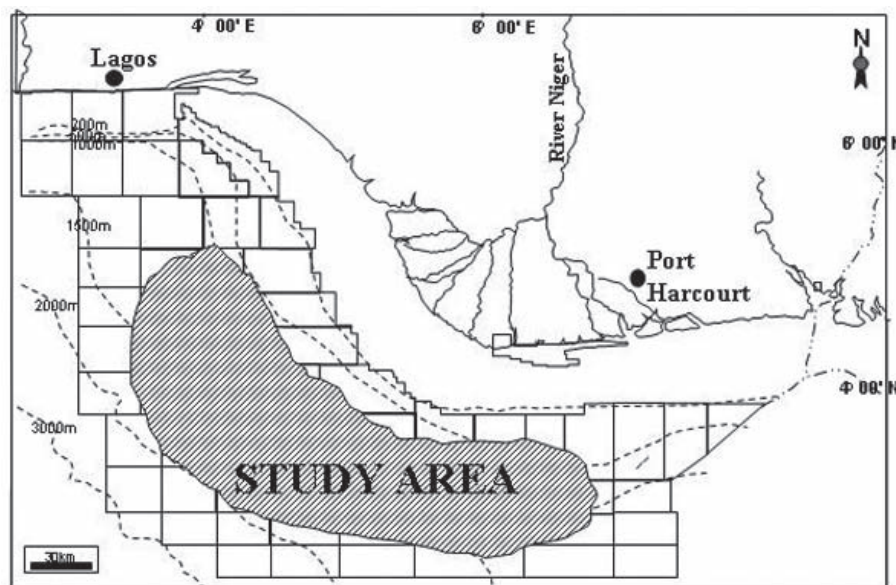 4° 00' E
6° 00' E
Lagos
N
River Niger
200m
1000m
6° 00' N
1500m
Port
Harcourt
2000m
4° 00' N
3000m
STUDY AREA
30km